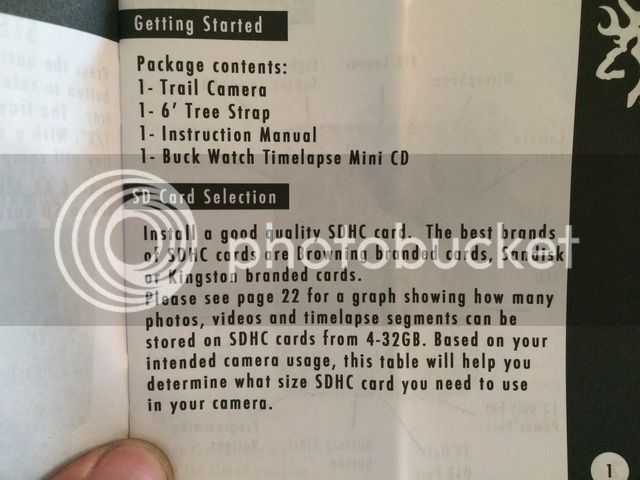 Getting Started
Package contents:
1- Trail Camera
1- 6' Tree Strap
1- Instruction Manual
1- Buck Watch Timelapse Mini CD
SD Card Selection
Install a good quality SDHC card. The best brands
of SDHC cards are Browning branded cards, Sandisk
or Kingston branded cards.
Please see page 22 for a graph showing how many
photos, videos and timelapse segments can be
stored on SDHC cards from 4-32GB. Based on your
intended camera usage, this table will help you
determine what size SDHC card you need to use
in your camera.
1
photobucket